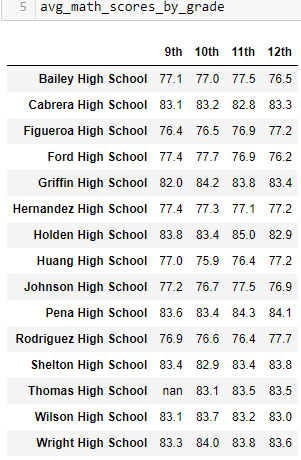 5 avg_math_scores_by_grade
9th 10th 11th 12th
Bailey High School 77.1 77.0 77.5 76.5
Cabrera High School 83.1 83.2 82.8 83.3
Figueroa High School 76.4 76.5 76.9 77.2
Ford High School 77.4 77.7 76.9 76.2
Griffin High School 82.0 84.2 83.8 83.4
Hernandez High School 77.4 77.3 77.1 77.2
Holden High School 83.8 83.4 85.0 82.9
Huang High School 77.0 75.9 76.4 77.2
Johnson High School 77.2 76.7 77.5 76.9
Pena High School 83.6 83.4 84.3 84.1
Rodriguez High School 76.9 76.6 76.4 77.7
Shelton High School 83.4 82.9 83.4 83.8
Thomas High School nan 83.1 83.5 83.5
Wilson High School 83.1 83.7 83.2 83.0
Wright High School 83.3 84.0 83.8 83.6